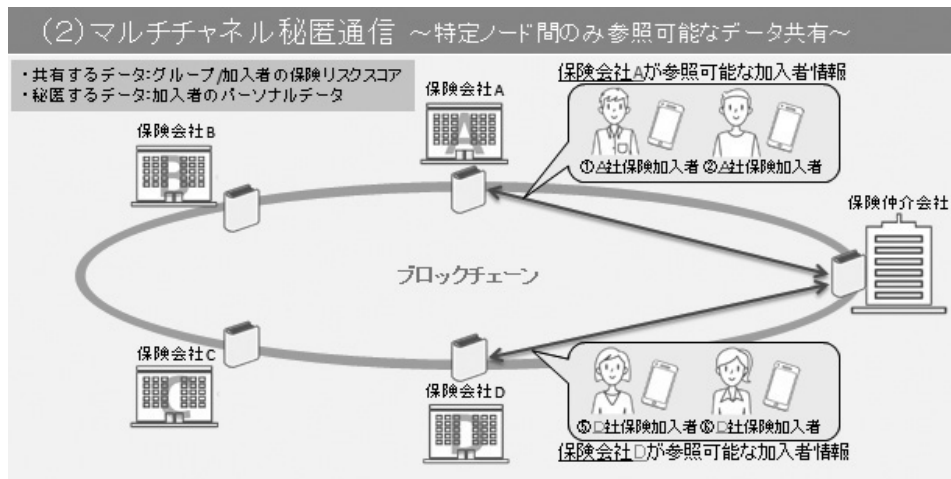 (2)マルチチャネル秘匿通信 ~特定ノード間のみ参照可能なデータ共有~
・共有するデータ:グループ/加入者の保険リスクスコア
・秘匿するデータ:加入者のパーソナルデータ
保険会社A
A
保険会社B
B
保険会社Aが参照可能な加入者情報
①A社保険加入者 ②A社保険加入者
保険仲介会社
ブロックチェーン
保険会社C
C
保険会社D
D
⑤D社保険加入者 ⑥D社保険加入者
保険会社Dが参照可能な加入者情報